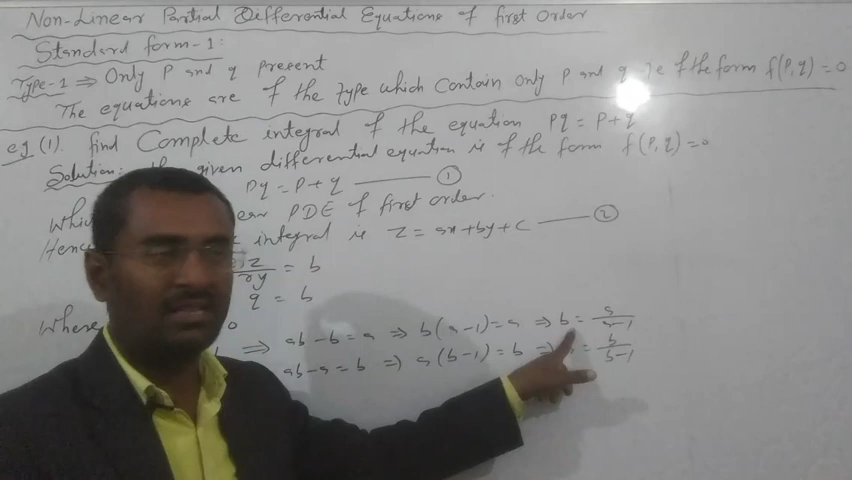 Non-Linear Partial Differential Equations of first Order
Standard form-1:
Type-1 ⇒ Only p and q present
The equations are of the type which contain only p and q ie of the form f(p,q)=0
eg (1). find Complete integral of the equation pq = p+q
Solution: the given differential equation is of the form f(p,q)=0
pq = p+q —— (1)
Which PDE of first order.
Hence integral is z = ax+by+c —— (2)
∂z/∂y = b
q = b
Where
⇒ ab-b = a ⇒ b(a-1) = a ⇒ b = a/a-1
ab-a = b ⇒ a(b-1) = b ⇒ = b/b-1